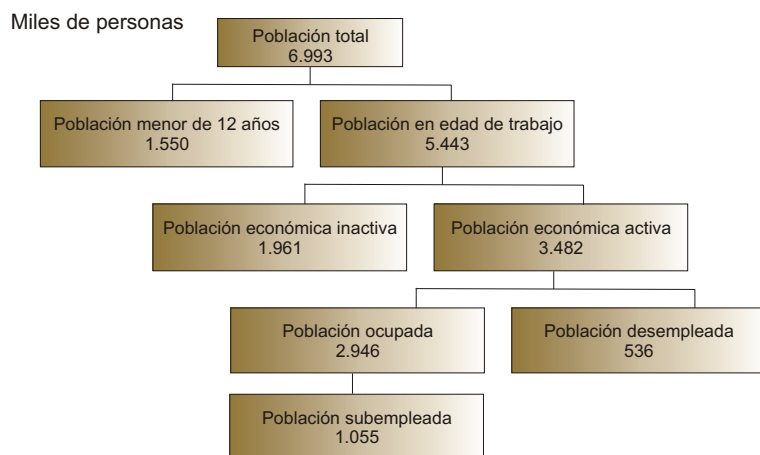 Miles de personas
Población total
6.993
Población menor de 12 años
1.550
Población en edad de trabajo
5.443
Población económica inactiva
1.961
Población económica activa
3.482
Población ocupada
2.946
Población desempleada
536
Población subempleada
1.055